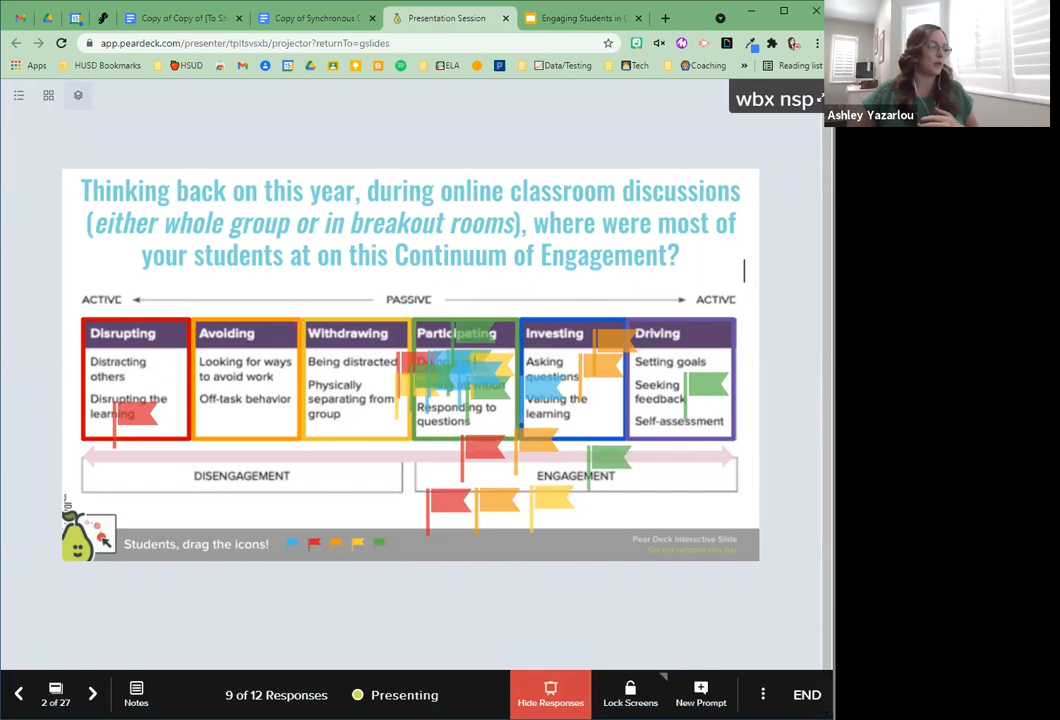 Copy of Copy of [To Sh
Copy of Synchronous D
Presentation Session
Engaging Students in C
app.peardeck.com/presenter/tpltsvsxb/projector?returnTo=gslides
Apps
HUSD Bookmarks
HSUD
ELA
Data/Testing
Tech
Coaching
Reading list
wbx nsp
Ashley Yazarlou
Thinking back on this year, during online classroom discussions
(either whole group or in breakout rooms), where were most of
your students at on this Continuum of Engagement?
ACTIVE
PASSIVE
ACTIVE
Disrupting
Avoiding
Withdrawing
Participating
Investing
Driving
Distracting
others
Disrupting the
learning
Looking for ways
to avoid work
Off-task behavior
Being distracted
Physically
separating from
group
Responding to
questions
Asking
questions
Valuing the
learning
Setting goals
Seeking
feedback
Self-assessment
DISENGAGEMENT
ENGAGEMENT
Students, drag the icons!
Pear Deck Interactive Slide
Do not remove this bar
2 of 27
Notes
9 of 12 Responses
Presenting
Hide Responses
Lock Screens
New Prompt
END